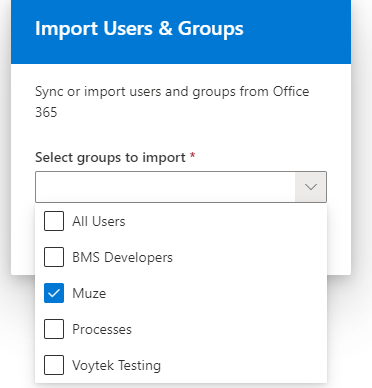 Import Users & Groups
Sync or import users and groups from Office
365
Select groups to import *
All Users
BMS Developers
Muze
Processes
Voytek Testing